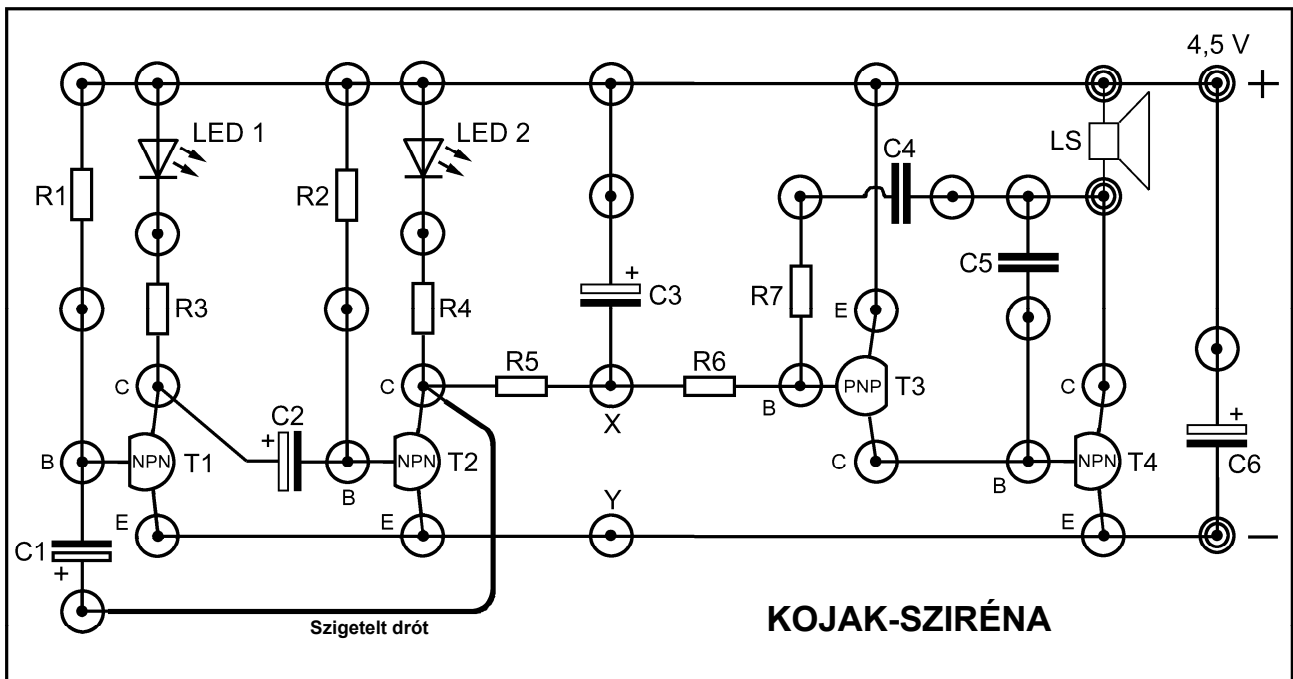 4,5 V
+
LED 1
LED 2
LS
C4
R1
R2
C5
+
C3
R7
R3
R4
E
R5
R6
C
C
PNP
T3
C
B
X
C2
+
+
C6
B
NPN
T1
NPN
T2
C
NPN
T4
B
B
Y
E
E
E
−
C1
+
Szigetelt drót
KOJAK-SZIRÉNA